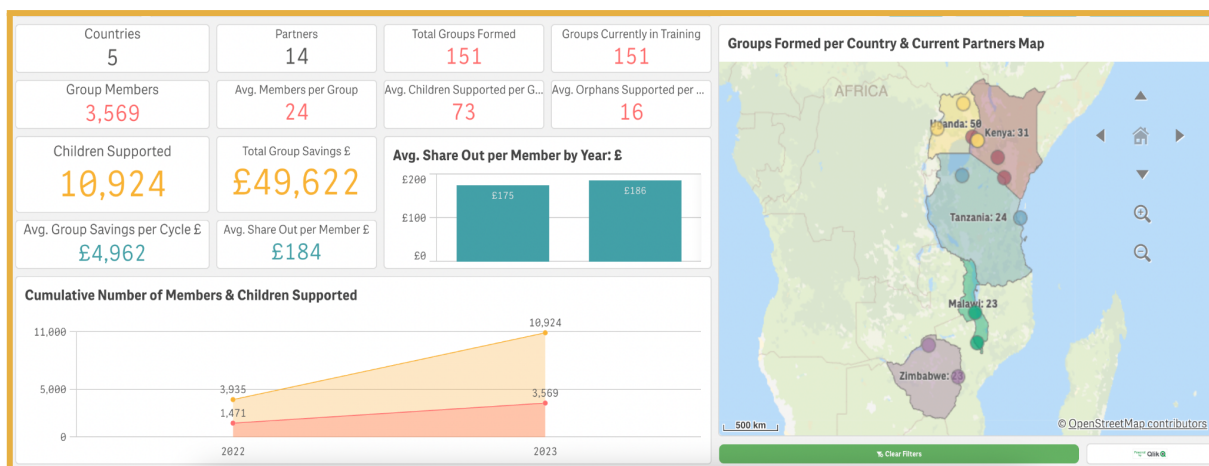 Countries
5
Partners
14
Total Groups Formed
151
Groups Currently in Training
151
Group Members
3,569
Avg. Members per Group
24
Avg. Children Supported per G...
73
Avg. Orphans Supported per ...
16
Children Supported
10,924
Total Group Savings £
£49,622
Avg. Group Savings per Cycle £
£4,962
Avg. Share Out per Member £
£184
Avg. Share Out per Member by Year: £
£200
£100
£0
£175
£186
Cumulative Number of Members & Children Supported
11,000
5,000
0
3,935
1,471
10,924
3,569
2022
2023
Groups Formed per Country & Current Partners Map
AFRICA
Uganda: 50
Kenya: 31
Tanzania: 24
Malawi: 23
Zimbabwe:
500 km
© OpenStreetMap contributors
Clear Filters
Qlik